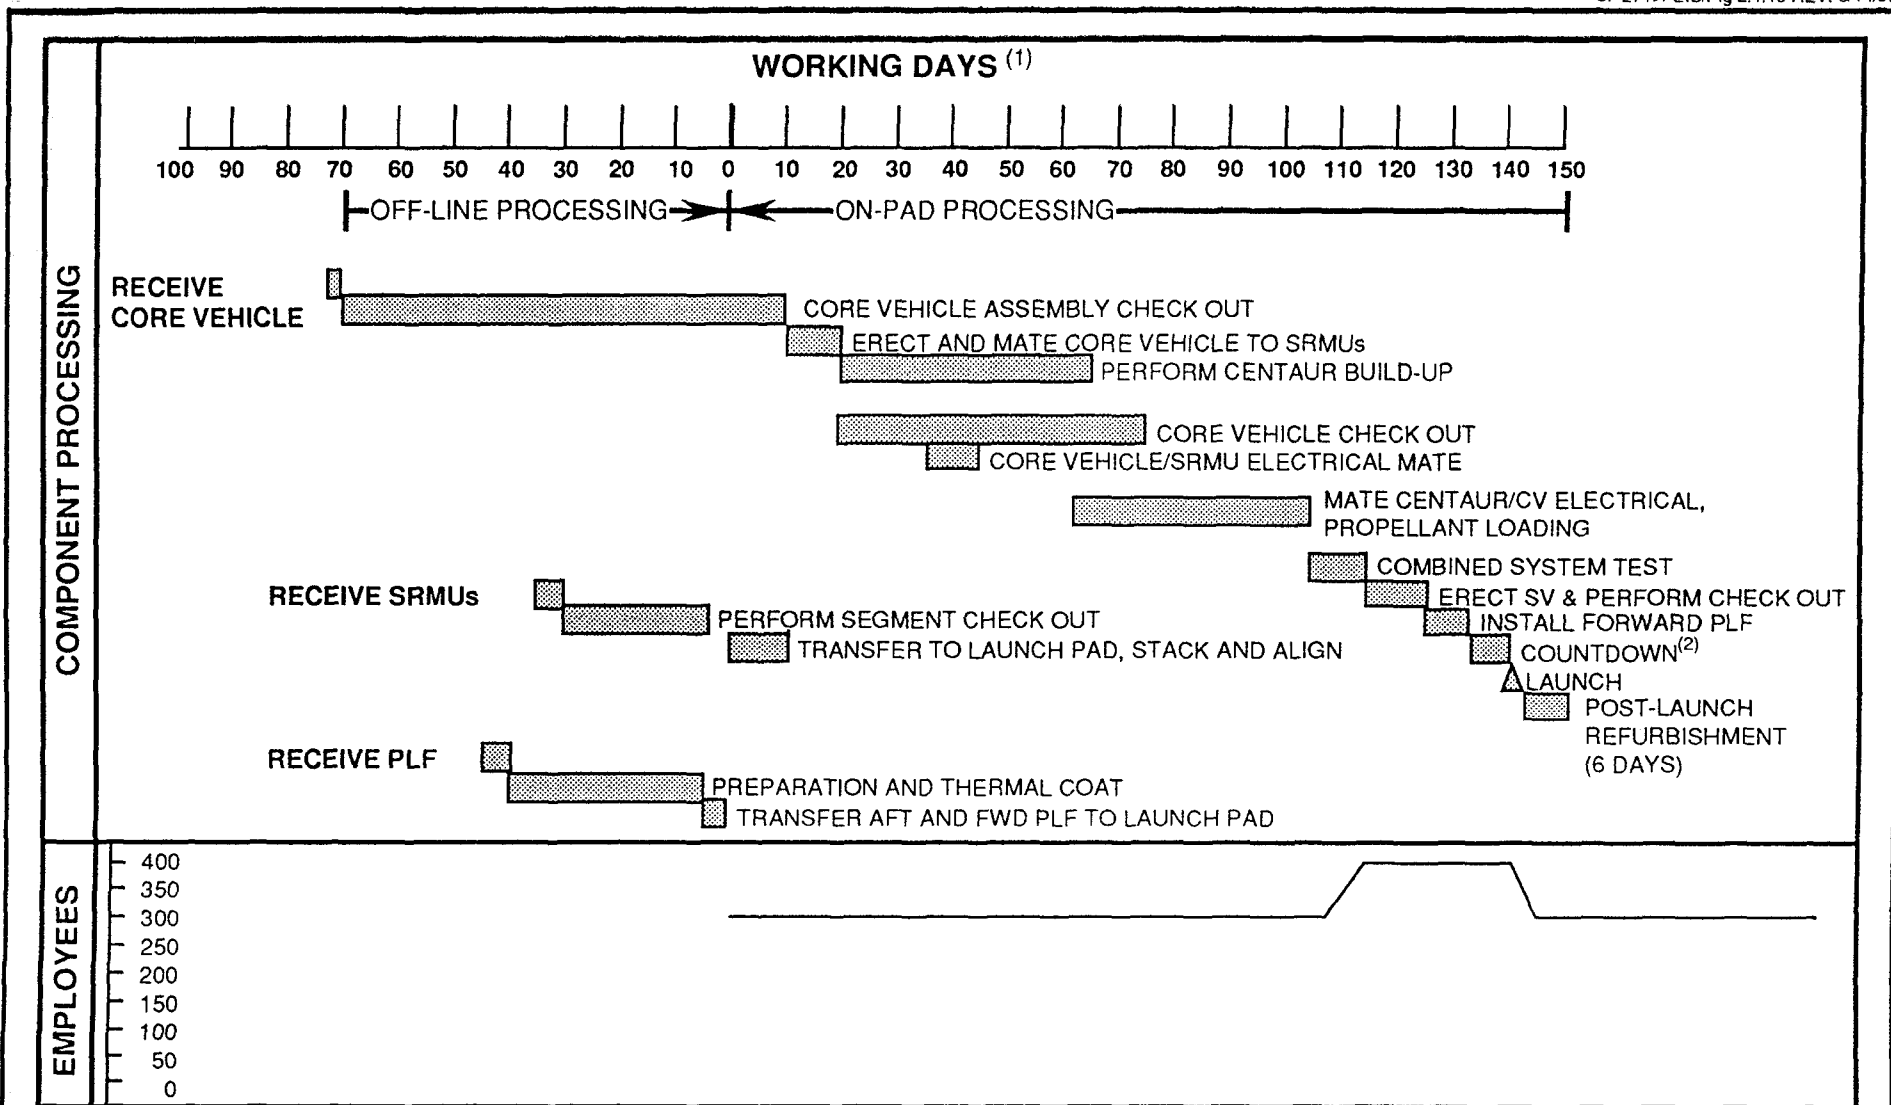 WORKING DAYS (1)
100 90 80 70 60 50 40 30 20 10 0 10 20 30 40 50 60 70 80 90 100 110 120 130 140 150
OFF-LINE PROCESSING
ON-PAD PROCESSING
COMPONENT PROCESSING
RECEIVE
CORE VEHICLE
CORE VEHICLE ASSEMBLY CHECK OUT
ERECT AND MATE CORE VEHICLE TO SRMUs
PERFORM CENTAUR BUILD-UP
CORE VEHICLE CHECK OUT
CORE VEHICLE/SRMU ELECTRICAL MATE
MATE CENTAUR/CV ELECTRICAL,
PROPELLANT LOADING
COMBINED SYSTEM TEST
RECEIVE SRMUs
ERECT SV & PERFORM CHECK OUT
PERFORM SEGMENT CHECK OUT
INSTALL FORWARD PLF
TRANSFER TO LAUNCH PAD, STACK AND ALIGN
COUNTDOWN(2)
LAUNCH
POST-LAUNCH
REFURBISHMENT
(6 DAYS)
RECEIVE PLF
PREPARATION AND THERMAL COAT
TRANSFER AFT AND FWD PLF TO LAUNCH PAD
EMPLOYEES
400
350
300
250
200
150
100
50
0